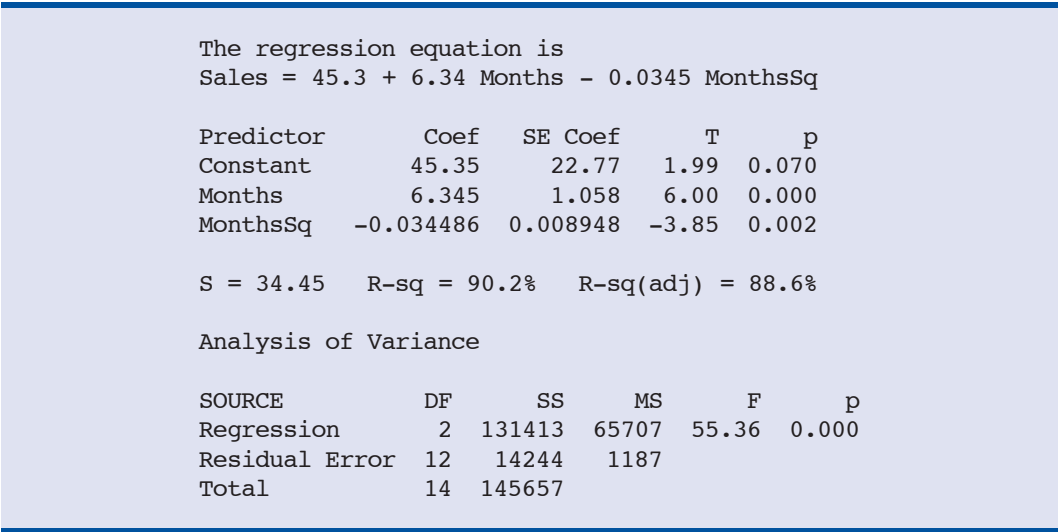 The regression equation is
Sales = 45.3 + 6.34 Months – 0.0345 MonthsSq
Predictor Coef SE Coef T p
Constant 45.35 22.77 1.99 0.070
Months 6.345 1.058 6.00 0.000
MonthsSq –0.034486 0.008948 –3.85 0.002
S = 34.45 R–sq = 90.2% R–sq(adj) = 88.6%
Analysis of Variance
SOURCE DF SS MS F p
Regression 2 131413 65707 55.36 0.000
Residual Error 12 14244 1187
Total 14 145657